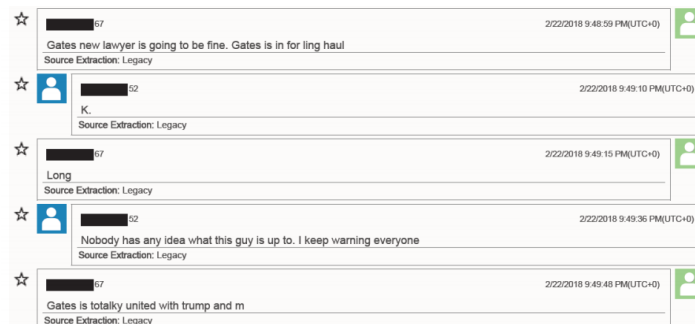 67 2/22/2018 9:48:59 PM(UTC+0)
Gates new lawyer is going to be fine. Gates is in for ling haul
Source Extraction: Legacy
52 2/22/2018 9:49:10 PM(UTC+0)
K.
Source Extraction: Legacy
67 2/22/2018 9:49:15 PM(UTC+0)
Long
Source Extraction: Legacy
52 2/22/2018 9:49:36 PM(UTC+0)
Nobody has any idea what this guy is up to. I keep warning everyone
Source Extraction: Legacy
67 2/22/2018 9:49:48 PM(UTC+0)
Gates is totalky united with trump and m
Source Extraction: Legacy